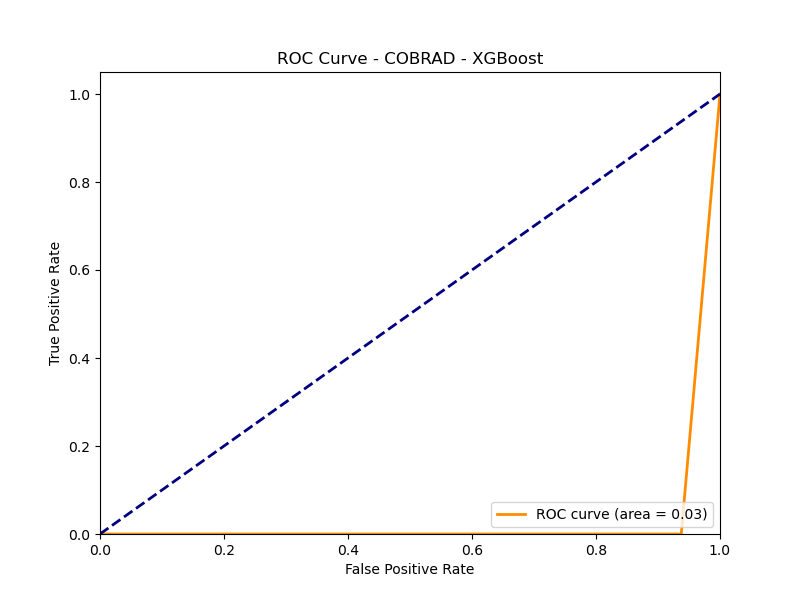 ROC Curve - COBRAD - XGBoost
True Positive Rate
1.0
0.8
0.6
0.4
0.2
0.0
ROC curve (area = 0.03)
0.0 0.2 0.4 0.6 0.8 1.0
False Positive Rate